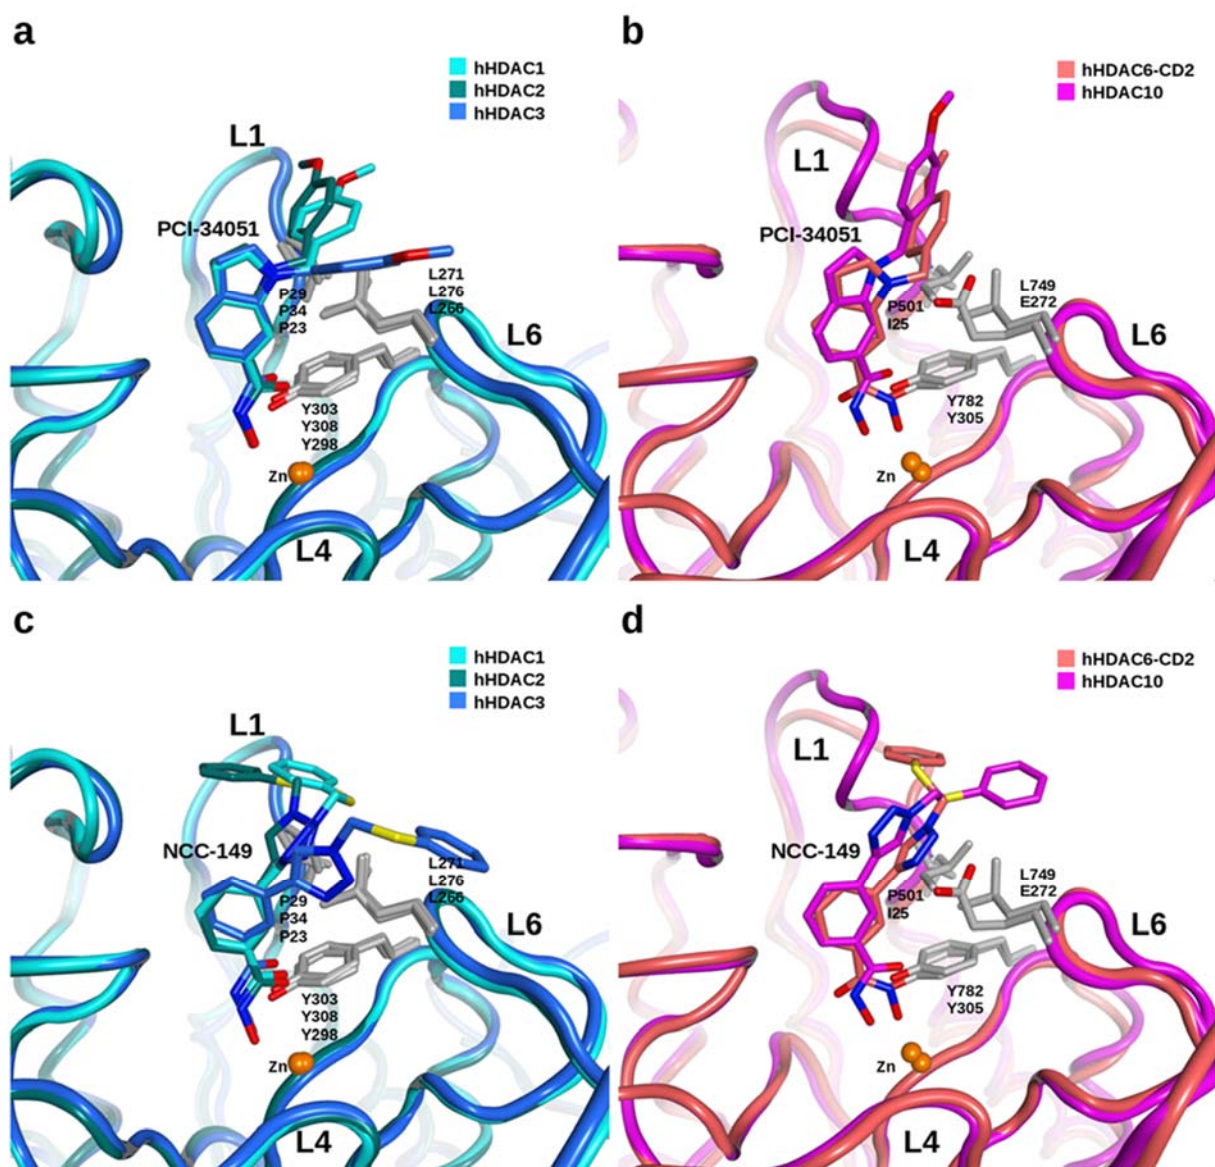 a
hHDAC1
hHDAC2
hHDAC3
L1
PCI-34051
P29
P34
P23
L271
L276
L266
L6
Y303
Y308
Y298
Zn
L4
b
hHDAC6-CD2
hHDAC10
L1
PCI-34051
P501
I25
L749
E272
L6
Y782
Y305
Zn
L4
c
hHDAC1
hHDAC2
hHDAC3
L1
NCC-149
P29
P34
P23
L271
L276
L266
L6
Y303
Y308
Y298
Zn
L4
d
hHDAC6-CD2
hHDAC10
L1
NCC-149
P501
I25
L749
E272
L6
Y782
Y305
Zn
L4